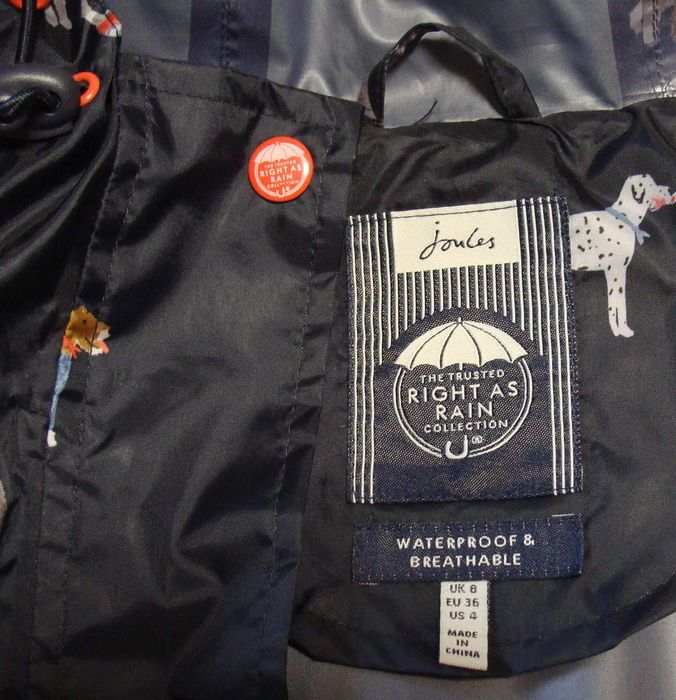 THE TRUSTED
RIGHT AS
RAIN
COLLECTION
joules
THE TRUSTED
RIGHT AS
RAIN
COLLECTION
®
WATERPROOF &
BREATHABLE
UK 8
EU 36
US 4
MADE
IN
CHINA